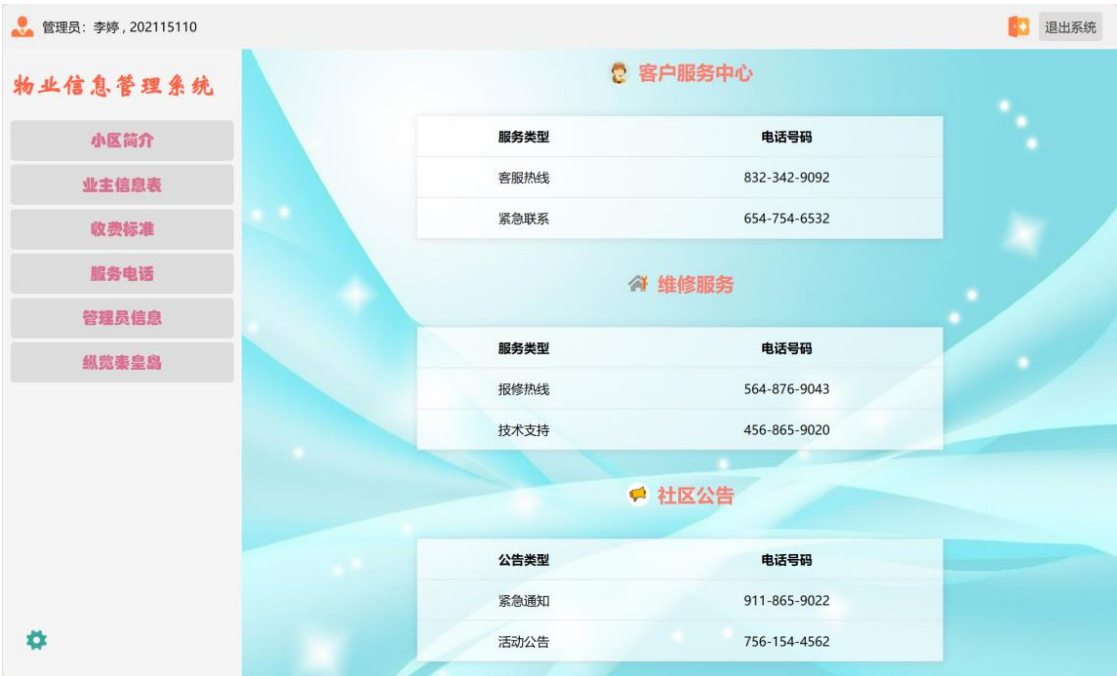 管理员：李婷 , 202115110
退出系统
物业信息管理系统
小区简介
业主信息表
收费标准
服务电话
管理员信息
纵览秦皇岛
客户服务中心
服务类型 电话号码
客服热线 832-342-9092
紧急联系 654-754-6532
维修服务
服务类型 电话号码
报修热线 564-876-9043
技术支持 456-865-9020
社区公告
公告类型 电话号码
紧急通知 911-865-9022
活动公告 756-154-4562